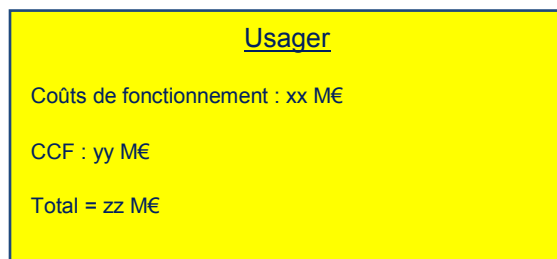 Usager
Coûts de fonctionnement : xx M€
CCF : yy M€
Total = zz M€